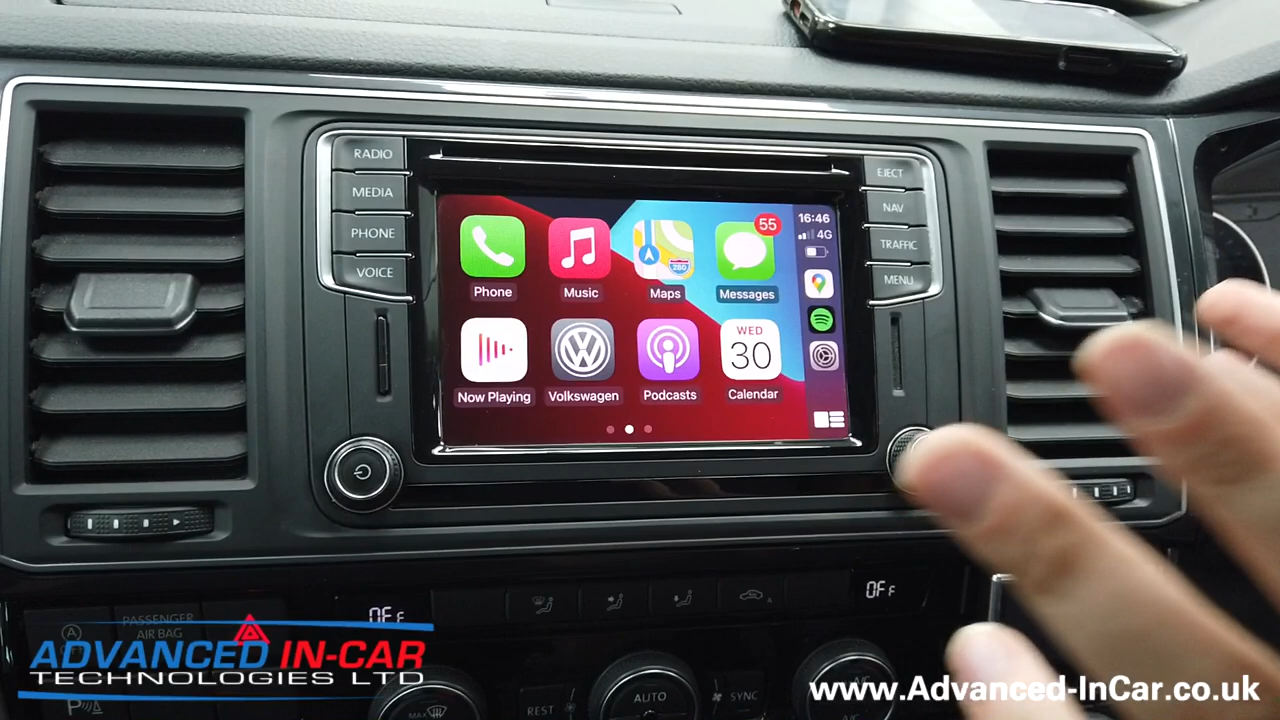 RADIO
MEDIA
PHONE
VOICE
EJECT
NAV
TRAFFIC
MENU
55
16:46
4G
280
Phone
Music
Maps
Messages
WED
30
Now Playing
Volkswagen
Podcasts
Calendar
OFF
OFF
A
PASSENGER
AIR BAG
ADVANCED IN-CAR
TECHNOLOGIES LTD
P
MAX
REST
AUTO
SYNC
A/C
www.Advanced-InCar.co.uk